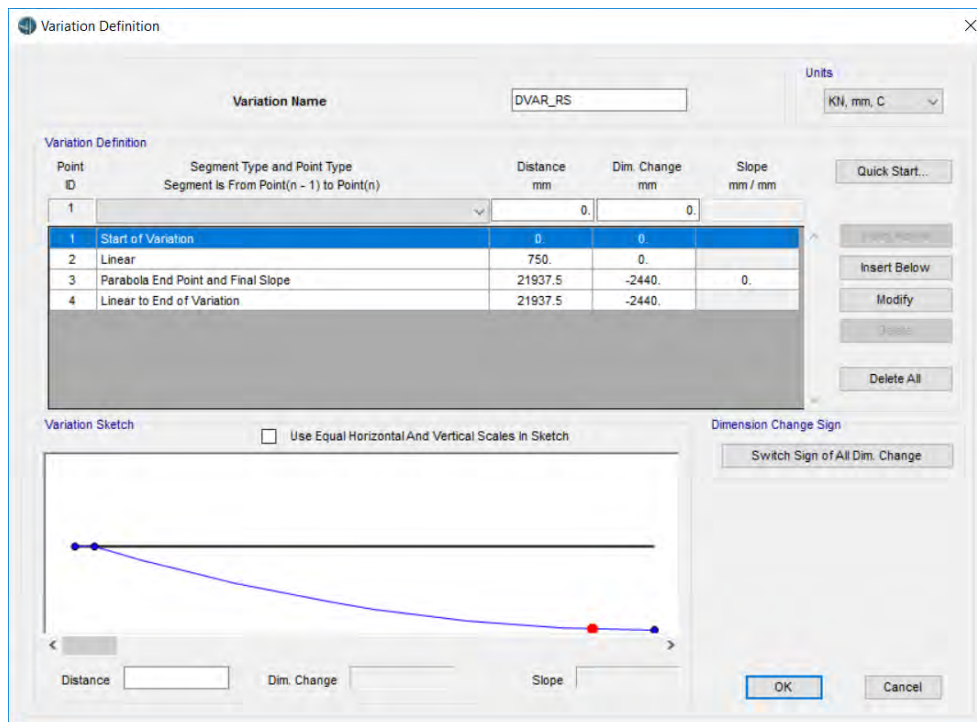 Variation Definition
Units
Variation Name DVAR_RS KN, mm, C
Variation Definition
Point Segment Type and Point Type Distance Dim. Change Slope
ID Segment Is From Point(n - 1) to Point(n) mm mm mm / mm
Quick Start...
1 0. 0.
1 Start of Variation 0. 0.
2 Linear 750. 0.
3 Parabola End Point and Final Slope 21937.5 -2440. 0.
4 Linear to End of Variation 21937.5 -2440.
Insert Below
Modify
Delete
Delete All
Variation Sketch
Use Equal Horizontal And Vertical Scales in Sketch
Dimension Change Sign
Switch Sign of All Dim. Change
Distance Dim. Change Slope
OK Cancel